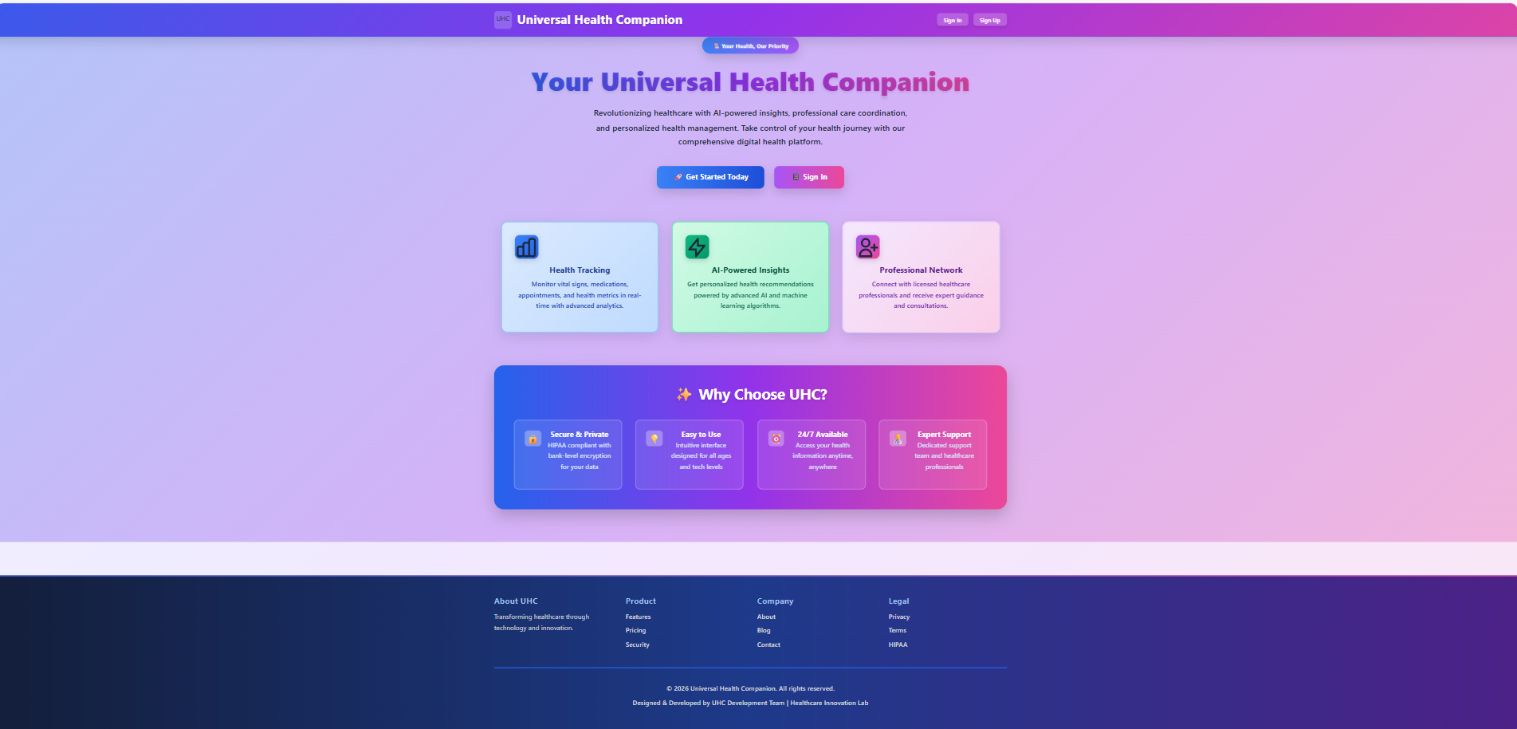 UHC Universal Health Companion
Sign In Sign Up
Your Health, Our Priority
Your Universal Health Companion
Revolutionizing healthcare with AI-powered insights, professional care coordination,
and personalized health management. Take control of your health journey with our
comprehensive digital health platform.
Get Started Today
Sign In
Health Tracking
Monitor vital signs, medications,
appointments, and health metrics in real-
time with advanced analytics.
AI-Powered Insights
Get personalized health recommendations
powered by advanced AI and machine
learning algorithms.
Professional Network
Connect with licensed healthcare
professionals and receive expert guidance
and consultations.
✨ Why Choose UHC?
Secure & Private
HIPAA compliant with
bank-level encryption
for your data
Easy to Use
Intuitive interface
designed for all ages
and tech levels
24/7 Available
Access your health
information anytime,
anywhere
Expert Support
Dedicated support
team and healthcare
professionals
About UHC
Transforming healthcare through
technology and innovation.
Product
Features
Pricing
Security
Company
About
Blog
Contact
Legal
Privacy
Terms
HIPAA
© 2026 Universal Health Companion. All rights reserved.
Designed & Developed by UHC Development Team | Healthcare Innovation Lab